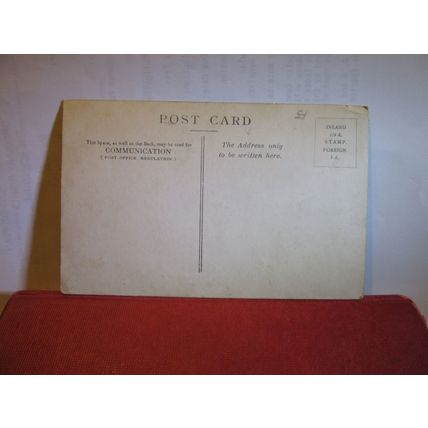 POST CARD
This Space, as well as the Back, may be used for
COMMUNICATION
(POST OFFICE REGULATION.)
The Address only
to be written here.
INLAND
½d.
STAMP.
FOREIGN
1d.